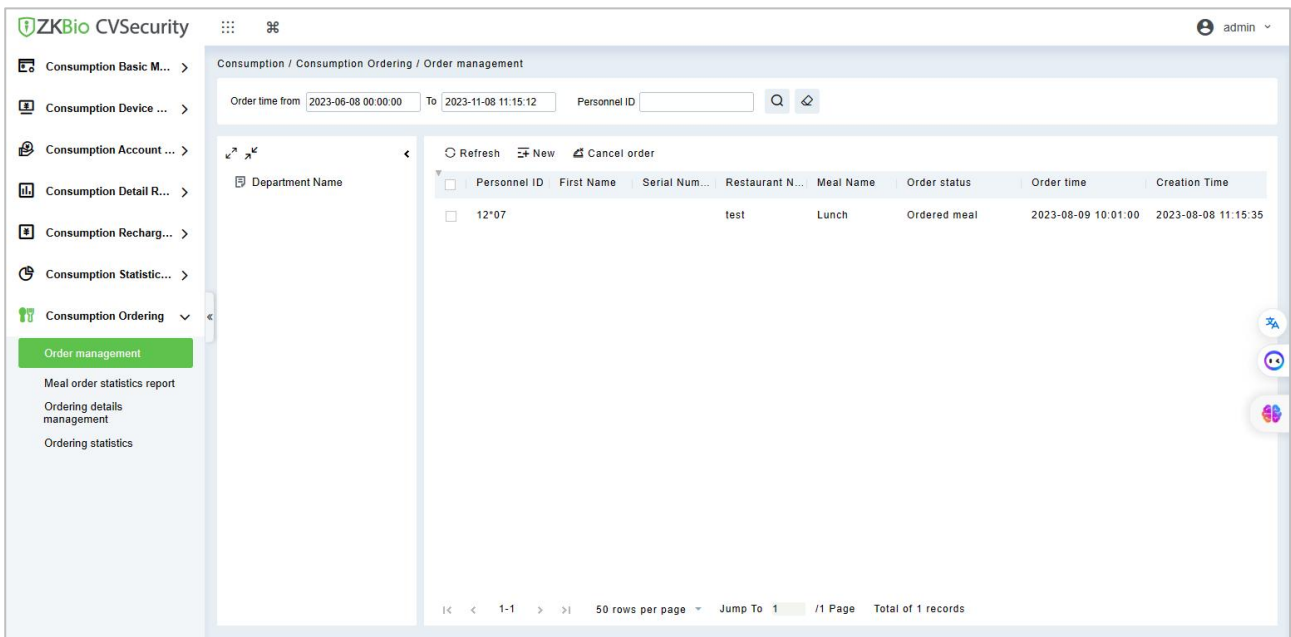 ZKBio CVSecurity
admin
Consumption Basic M...
Consumption Device ...
Consumption Account ...
Consumption Detail R...
Consumption Recharg...
Consumption Statistic...
Consumption Ordering
Order management
Meal order statistics report
Ordering details
management
Ordering statistics
Consumption / Consumption Ordering / Order management
Order time from 2023-06-08 00:00:00 To 2023-11-08 11:15:12 Personnel ID
Department Name
Refresh New Cancel order
Personnel ID First Name Serial Num... Restaurant N... Meal Name Order status Order time Creation Time
12*07 test Lunch Ordered meal 2023-08-09 10:01:00 2023-08-08 11:15:35
1-1 50 rows per page Jump To 1 /1 Page Total of 1 records